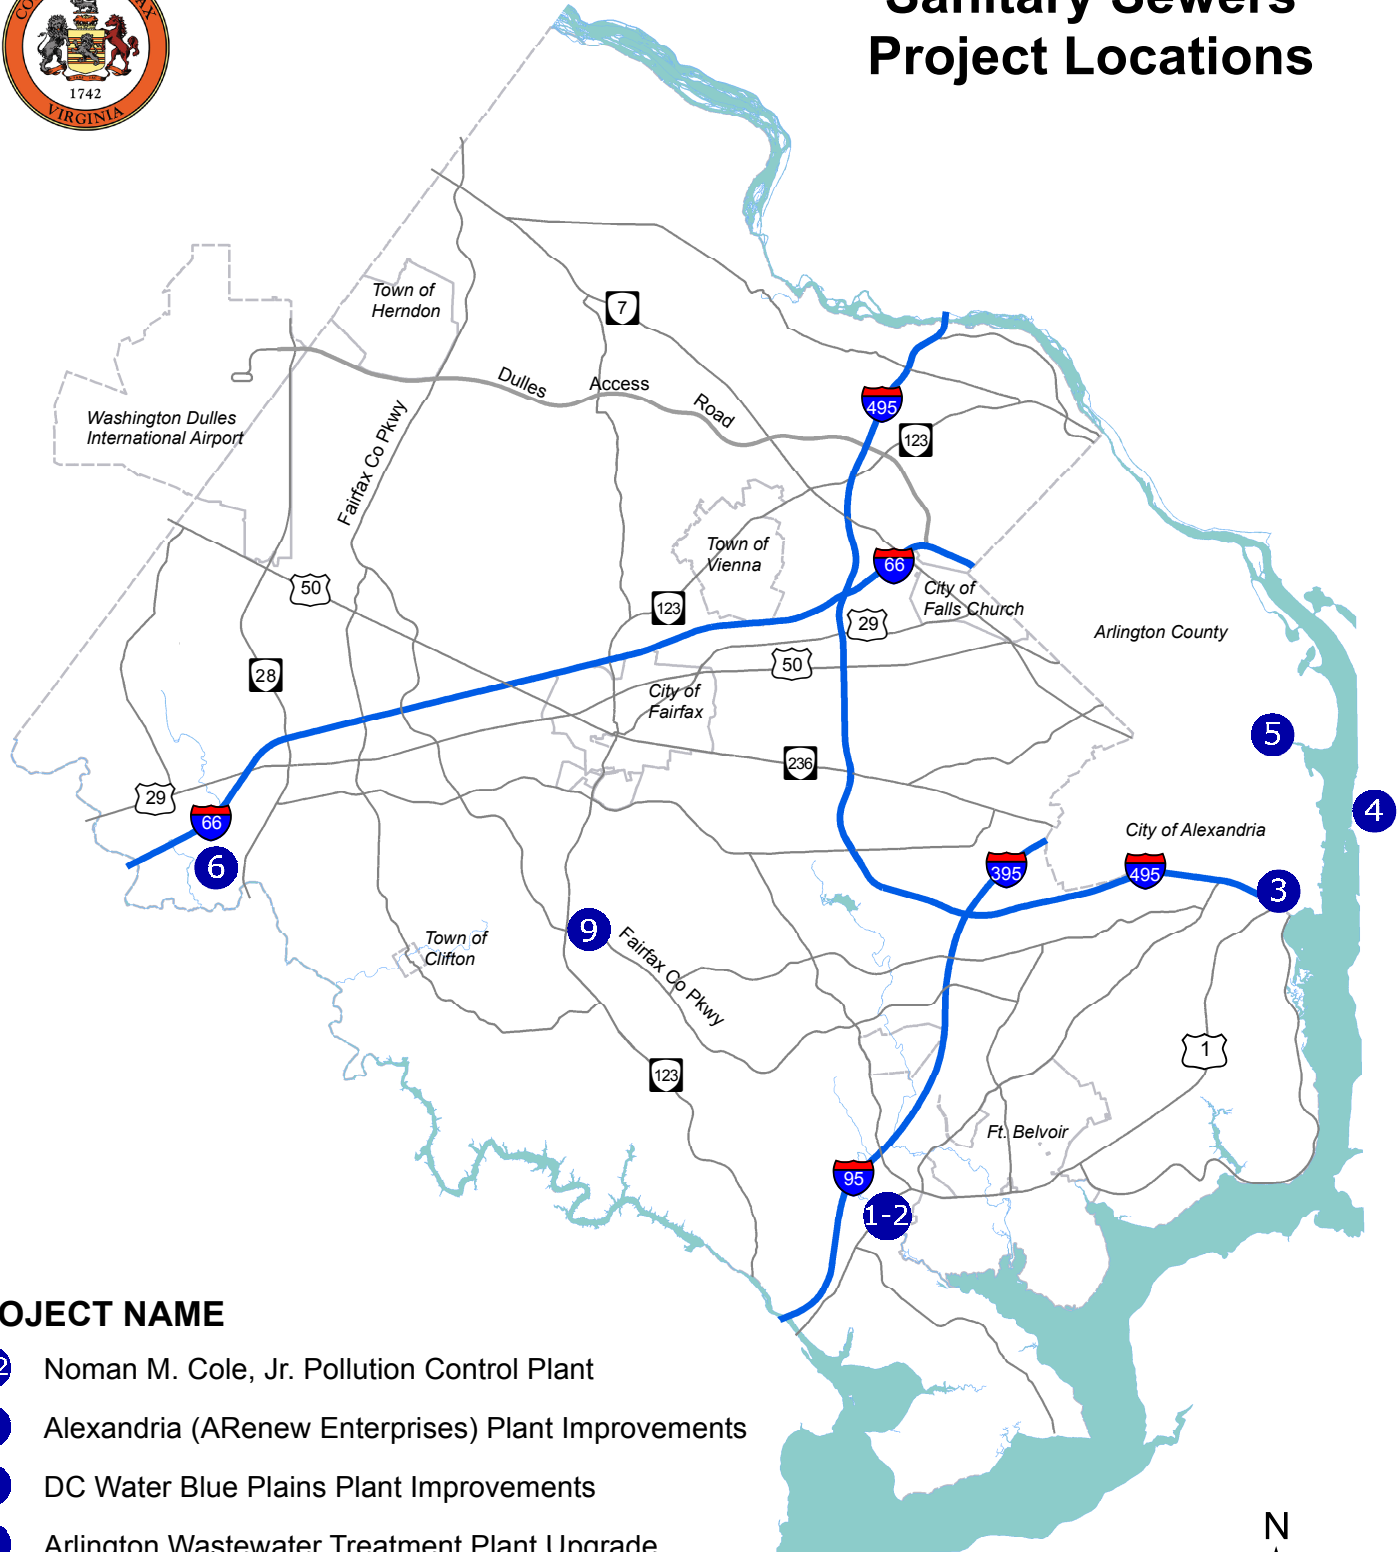 Sanitary Sewers
Project Locations
1742
VIRGINIA
Town of
Herndon
7
Dulles Access Road
495
123
Washington Dulles
International Airport
Fairfax Co Pkwy
Town of
Vienna
66
50
123
City of
Falls Church
29
Arlington County
28
50
City of
Fairfax
5
236
29
66
4
City of Alexandria
6
395
495
3
9
Town of
Clifton
Fairfax Co Pkwy
1
123
Ft. Belvoir
95
1-2
OJECT NAME
2
Noman M. Cole, Jr. Pollution Control Plant
Alexandria (ARenew Enterprises) Plant Improvements
DC Water Blue Plains Plant Improvements
Arlington Wastewater Treatment Plant Upgrade
N